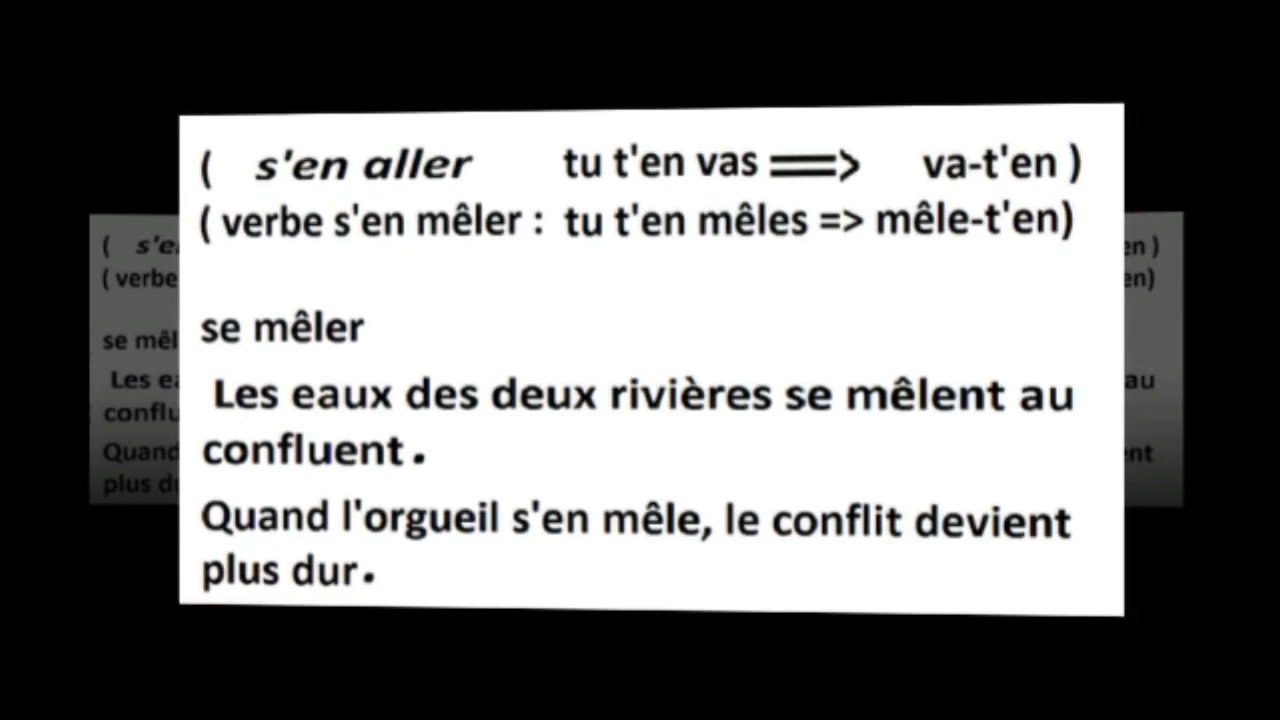 ( s'en aller tu t'en vas ==> va-t'en )
( verbe s'en mêler : tu t'en mêles => mêle-t'en)
se mêler
Les eaux des deux rivières se mêlent au
confluent.
Quand l'orgueil s'en mêle, le conflit devient
plus dur.